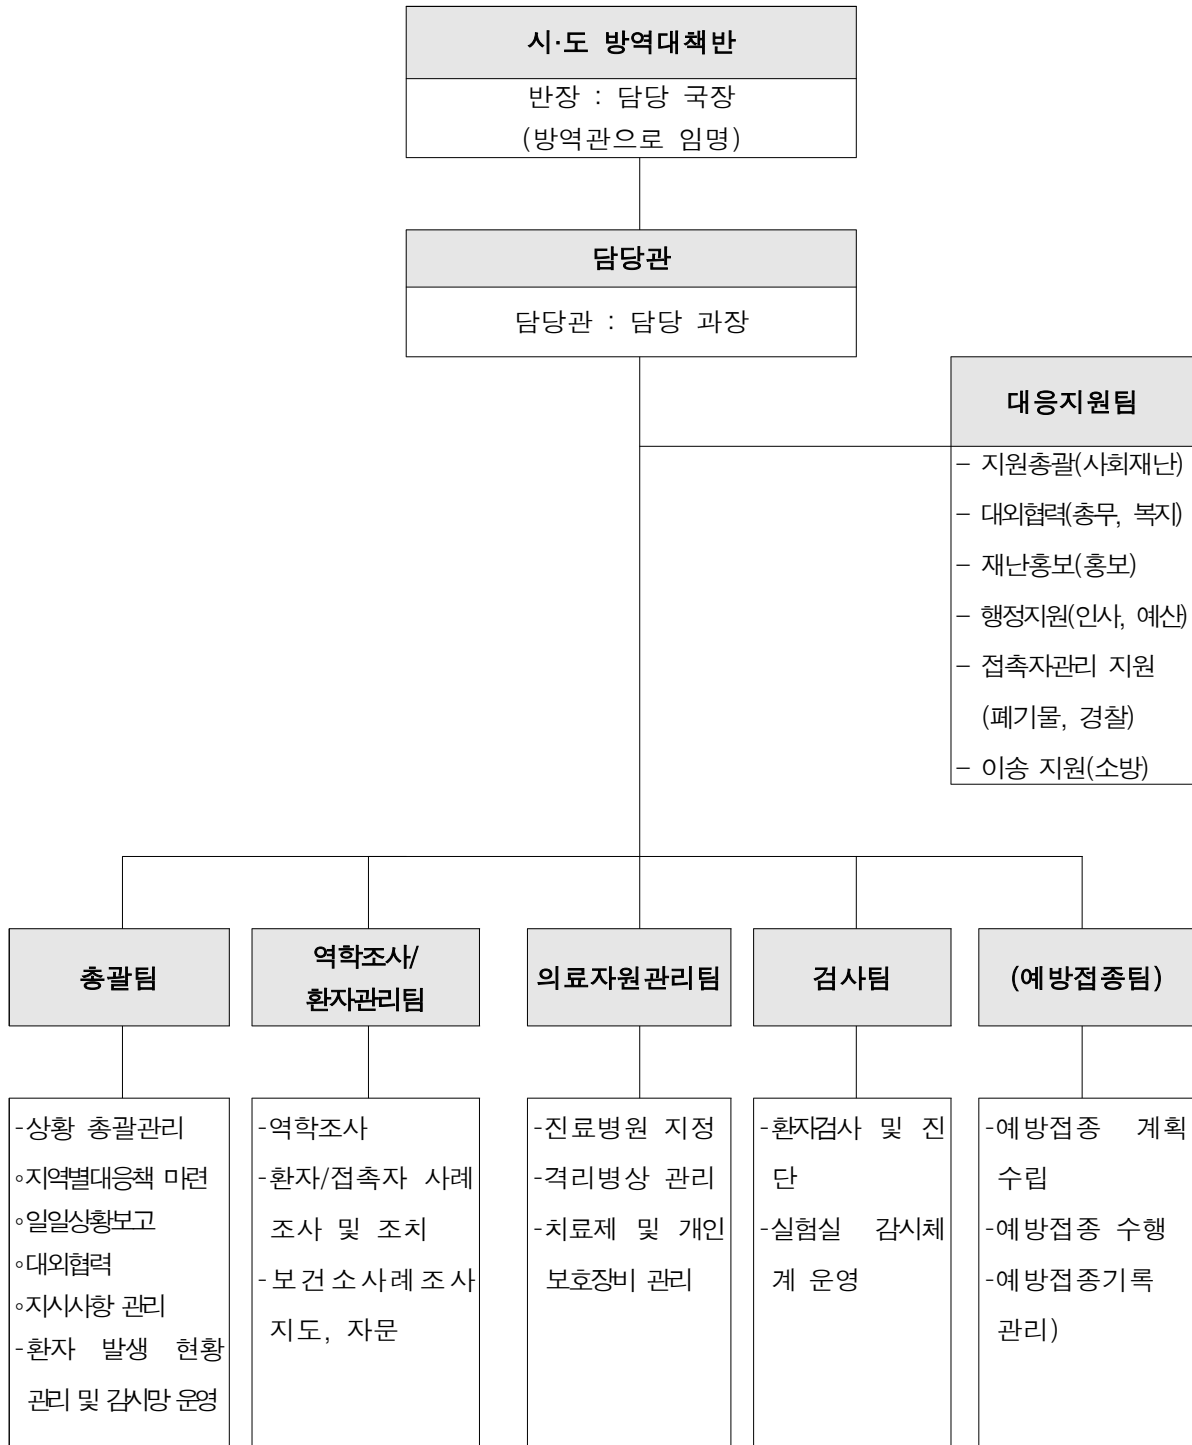 시·도 방역대책반
반장 : 담당 국장
(방역관으로 임명)
담당관
담당관 : 담당 과장
대응지원팀
- 지원총괄(사회재난)
- 대외협력(총무, 복지)
- 재난홍보(홍보)
- 행정지원(인사, 예산)
- 접촉자관리 지원
(폐기물, 경찰)
- 이송 지원(소방)
총괄팀
-상황 총괄관리
◦지역별대응책 마련
◦일일상황보고
◦대외협력
◦지시사항 관리
-환자 발생 현황
관리 및 감시망 운영
역학조사/
환자관리팀
-역학조사
-환자/접촉자 사례
조사 및 조치
-보건소사례조사
지도, 자문
의료자원관리팀
-진료병원 지정
-격리병상 관리
-치료제 및 개인
보호장비 관리
검사팀
-환자검사 및 진
단
-실험실 감시체
계 운영
(예방접종팀)
-예방접종 계획
수립
-예방접종 수행
-예방접종기록
관리)